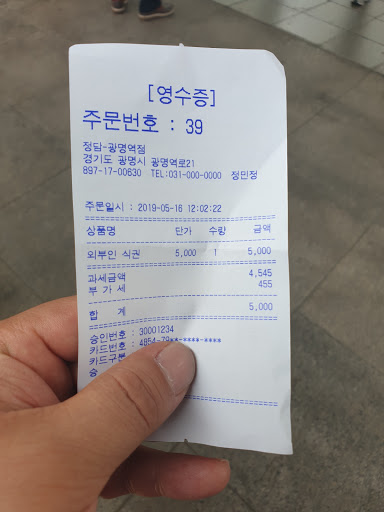 [영수증]
주문번호 : 39
정담-광명역점
경기도 광명시 광명역로21
897-17-00630 TEL:031-000-0000 정민정
주문일시 : 2019-05-16 12:02:22
상품명 단가 수량 금액
외부인 식권 5,000 1 5,000
과세금액 4,545
부가세 455
합 계 5,000
승인번호 : 30001234
카드번호 : 4854-79**-****-****
카드구분
승